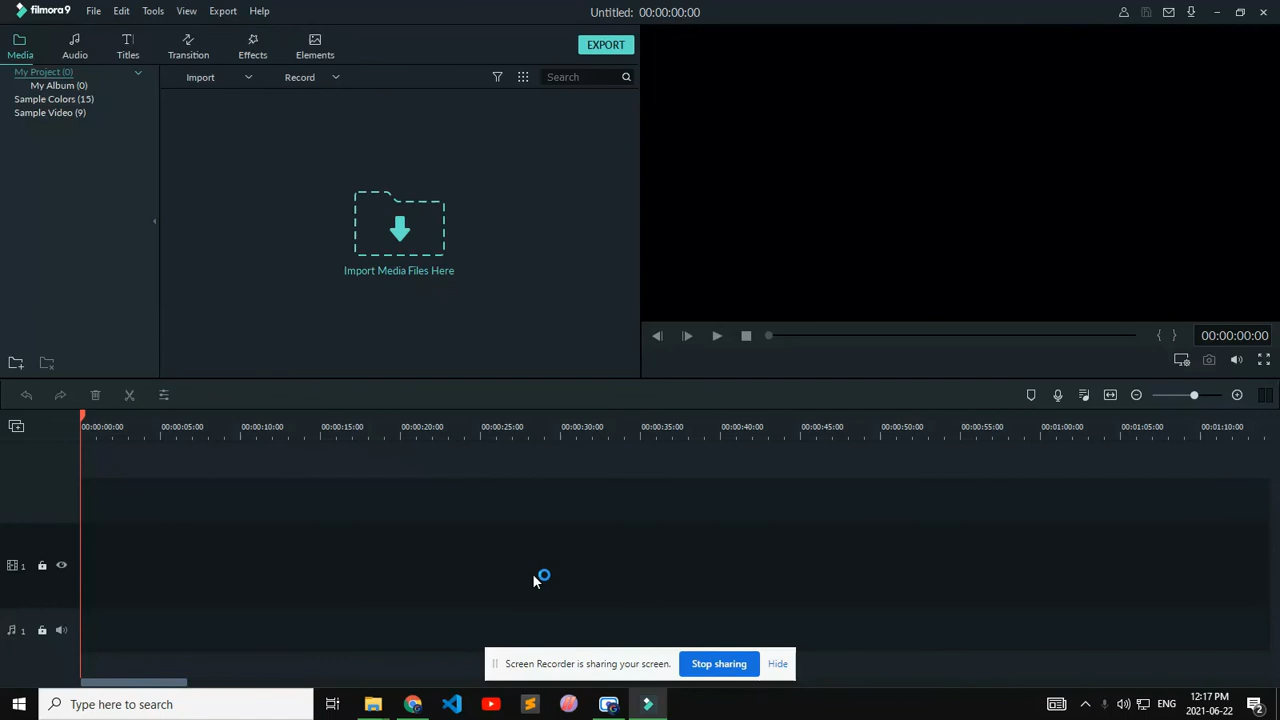 filmora9 File Edit Tools View Export Help Untitled: 00:00:00:00
Media Audio Titles Transition Effects Elements EXPORT
My Project (0)
My Album (0)
Sample Colors (15)
Sample Video (9)
Import Record Search
Import Media Files Here
{ } 00:00:00:00
00:00:00:00 00:00:05:00 00:00:10:00 00:00:15:00 00:00:20:00 00:00:25:00 00:00:30:00 00:00:35:00 00:00:40:00 00:00:45:00 00:00:50:00 00:00:55:00 00:01:00:00 00:01:05:00 00:01:10:00
1
1
Screen Recorder is sharing your screen. Stop sharing Hide
Type here to search ENG 12:17 PM
2021-06-22 2